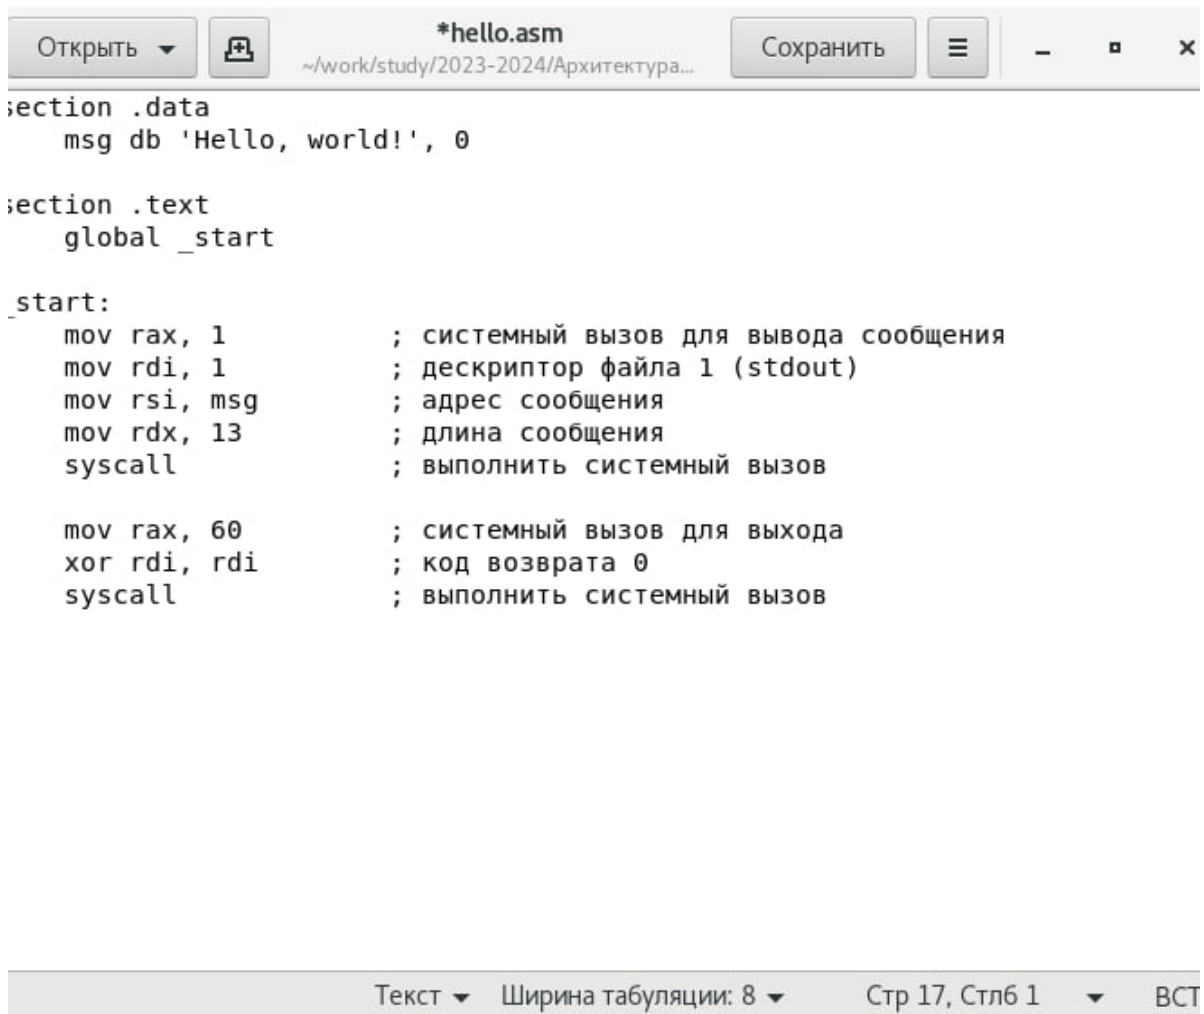 Открыть
*hello.asm
~/work/study/2023-2024/Архитектура...
Сохранить
section .data
    msg db 'Hello, world!', 0

section .text
    global _start

_start:
    mov rax, 1          ; системный вызов для вывода сообщения
    mov rdi, 1          ; дескриптор файла 1 (stdout)
    mov rsi, msg        ; адрес сообщения
    mov rdx, 13         ; длина сообщения
    syscall             ; выполнить системный вызов

    mov rax, 60         ; системный вызов для выхода
    xor rdi, rdi        ; код возврата 0
    syscall             ; выполнить системный вызов
Текст Ширина табуляции: 8 Стр 17, Стлб 1 ВСТ